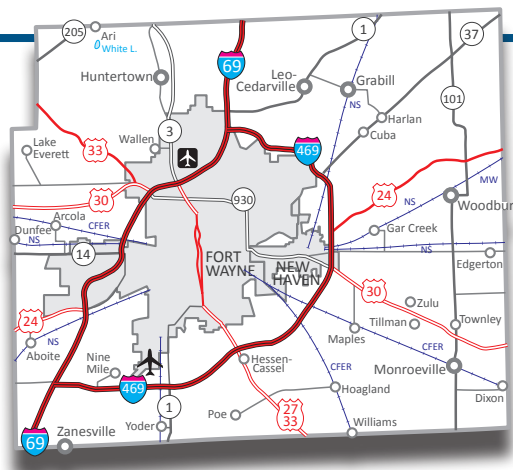 205
Ari
White L.
1
37
69
Huntertown
Leo-
Cedarville
Grabill
NS
101
Harlan
Cuba
3
Lake
Everett
33
Wallen
469
30
930
24
NS
MW
Woodbur
Arcola
CFER
Dunfee
NS
14
Gar Creek
NS
Edgerton
FORT
WAYNE
NEW
HAVEN
30
Zulu
Tillman
Townley
24
NS
Aboite
Maples
CFER
Nine
Mile
Hessen-
Cassel
Monroeville
CFER
469
Hoagland
Dixon
1
Poe
27
33
Yoder
Williams
69
Zanesville